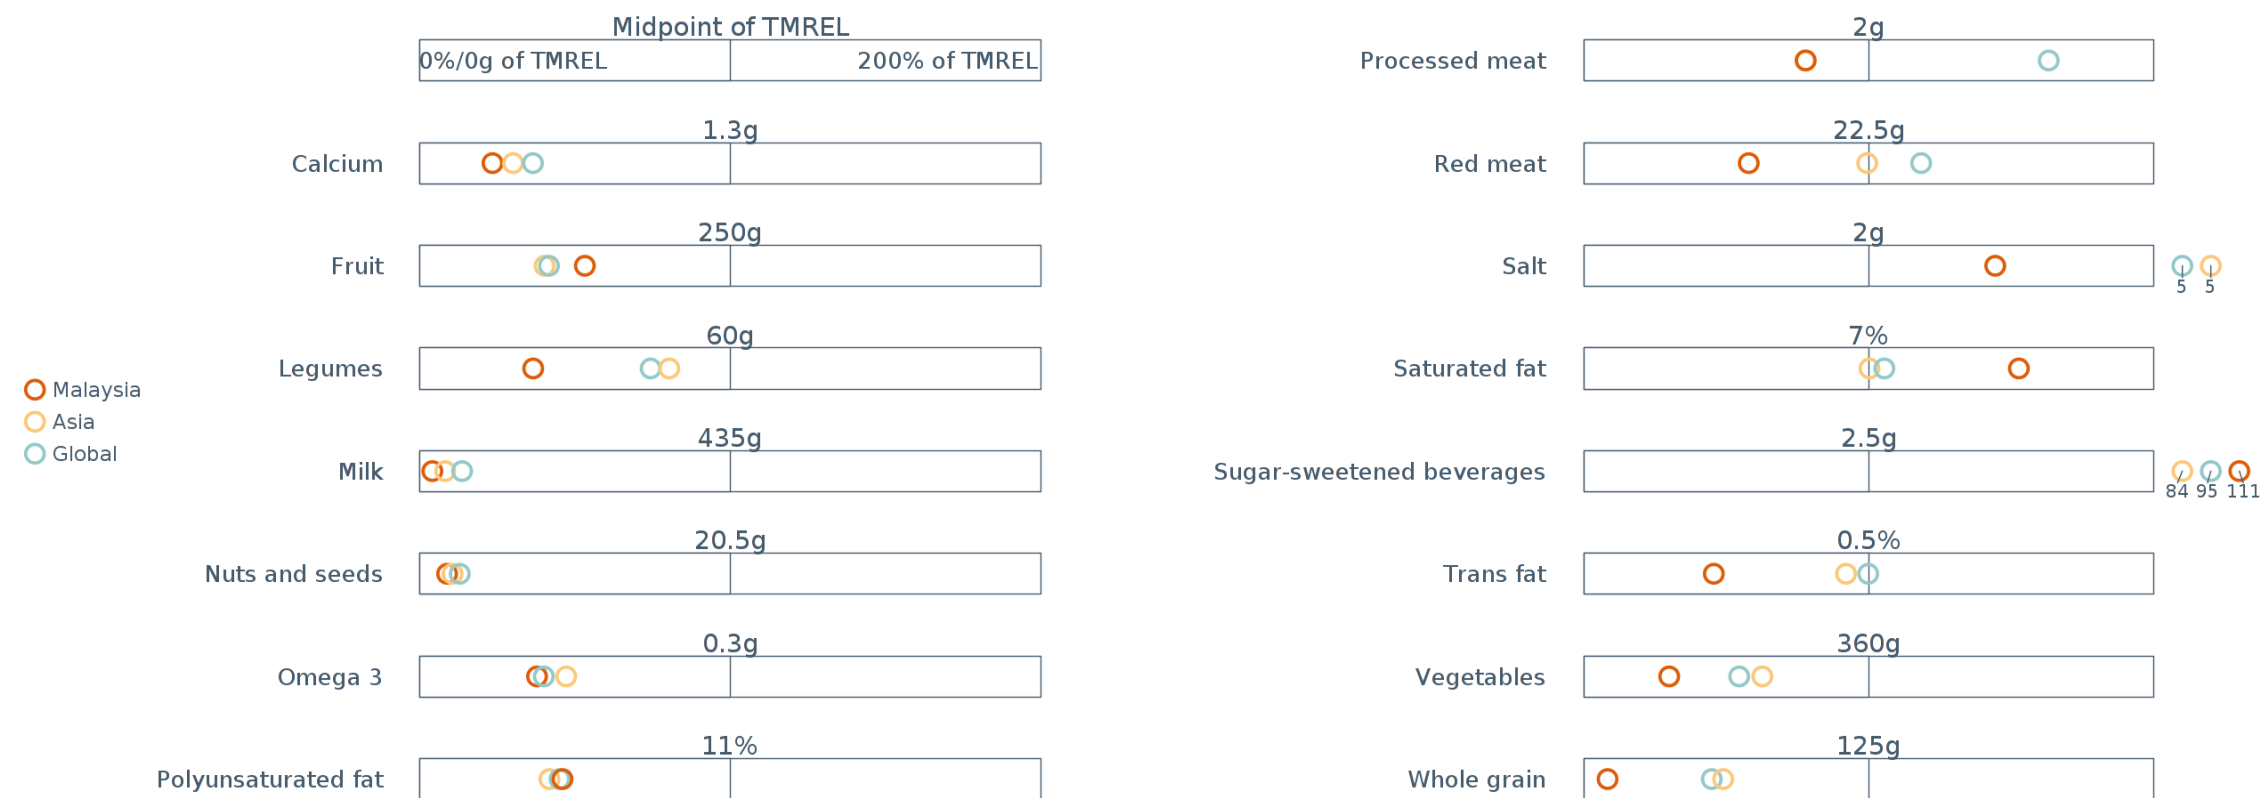 Midpoint of TMREL
0%/0g of TMREL
200% of TMREL
1.3g
Calcium
250g
Fruit
60g
Legumes
435g
Milk
20.5g
Nuts and seeds
0.3g
Omega 3
11%
Polyunsaturated fat
Malaysia
Asia
Global
2g
Processed meat
22.5g
Red meat
2g
Salt
5 5
7%
Saturated fat
2.5g
Sugar-sweetened beverages
84 95 111
0.5%
Trans fat
360g
Vegetables
125g
Whole grain